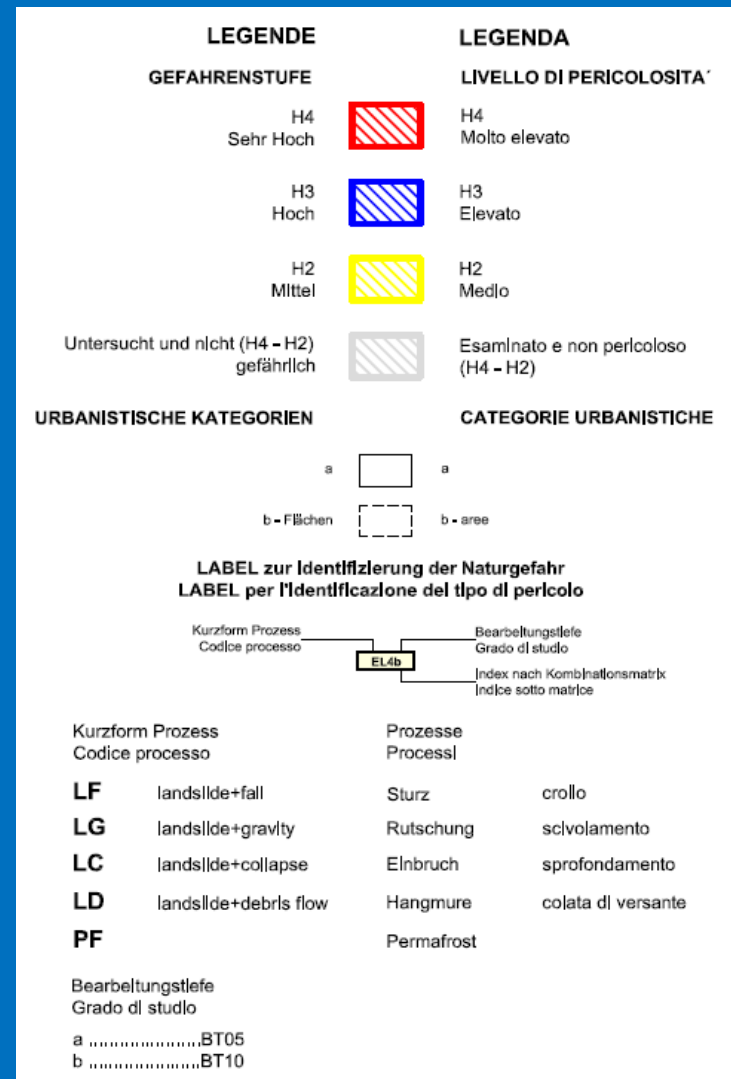 LEGENDE LEGENDA
GEFAHRENSTUFE LIVELLO DI PERICOLOSITA´
H4 H4
Sehr Hoch Molto elevato
H3 H3
Hoch Elevato
H2 H2
Mittel Medio
Untersucht und nicht (H4 – H2) Esaminato e non pericoloso
gefährlich (H4 – H2)
URBANISTISCHE KATEGORIEN CATEGORIE URBANISTICHE
a a
b – Flächen b - aree
LABEL zur Identifizierung der Naturgefahr
LABEL per l'identificazione del tipo di pericolo
Kurzform Prozess Bearbeitungstiefe
Codice processo Grado di studio
EL4b
Index nach Kombinationsmatrix
Indice sotto matrice
Kurzform Prozess Prozesse
Codice processo Processi
LF landslide+fall Sturz crollo
LG landslide+gravity Rutschung scivolamento
LC landslide+collapse Einbruch sprofondamento
LD landslide+debris flow Hangmure colata di versante
PF Permafrost
Bearbeitungstiefe
Grado di studio
a ........................BT05
b ........................BT10